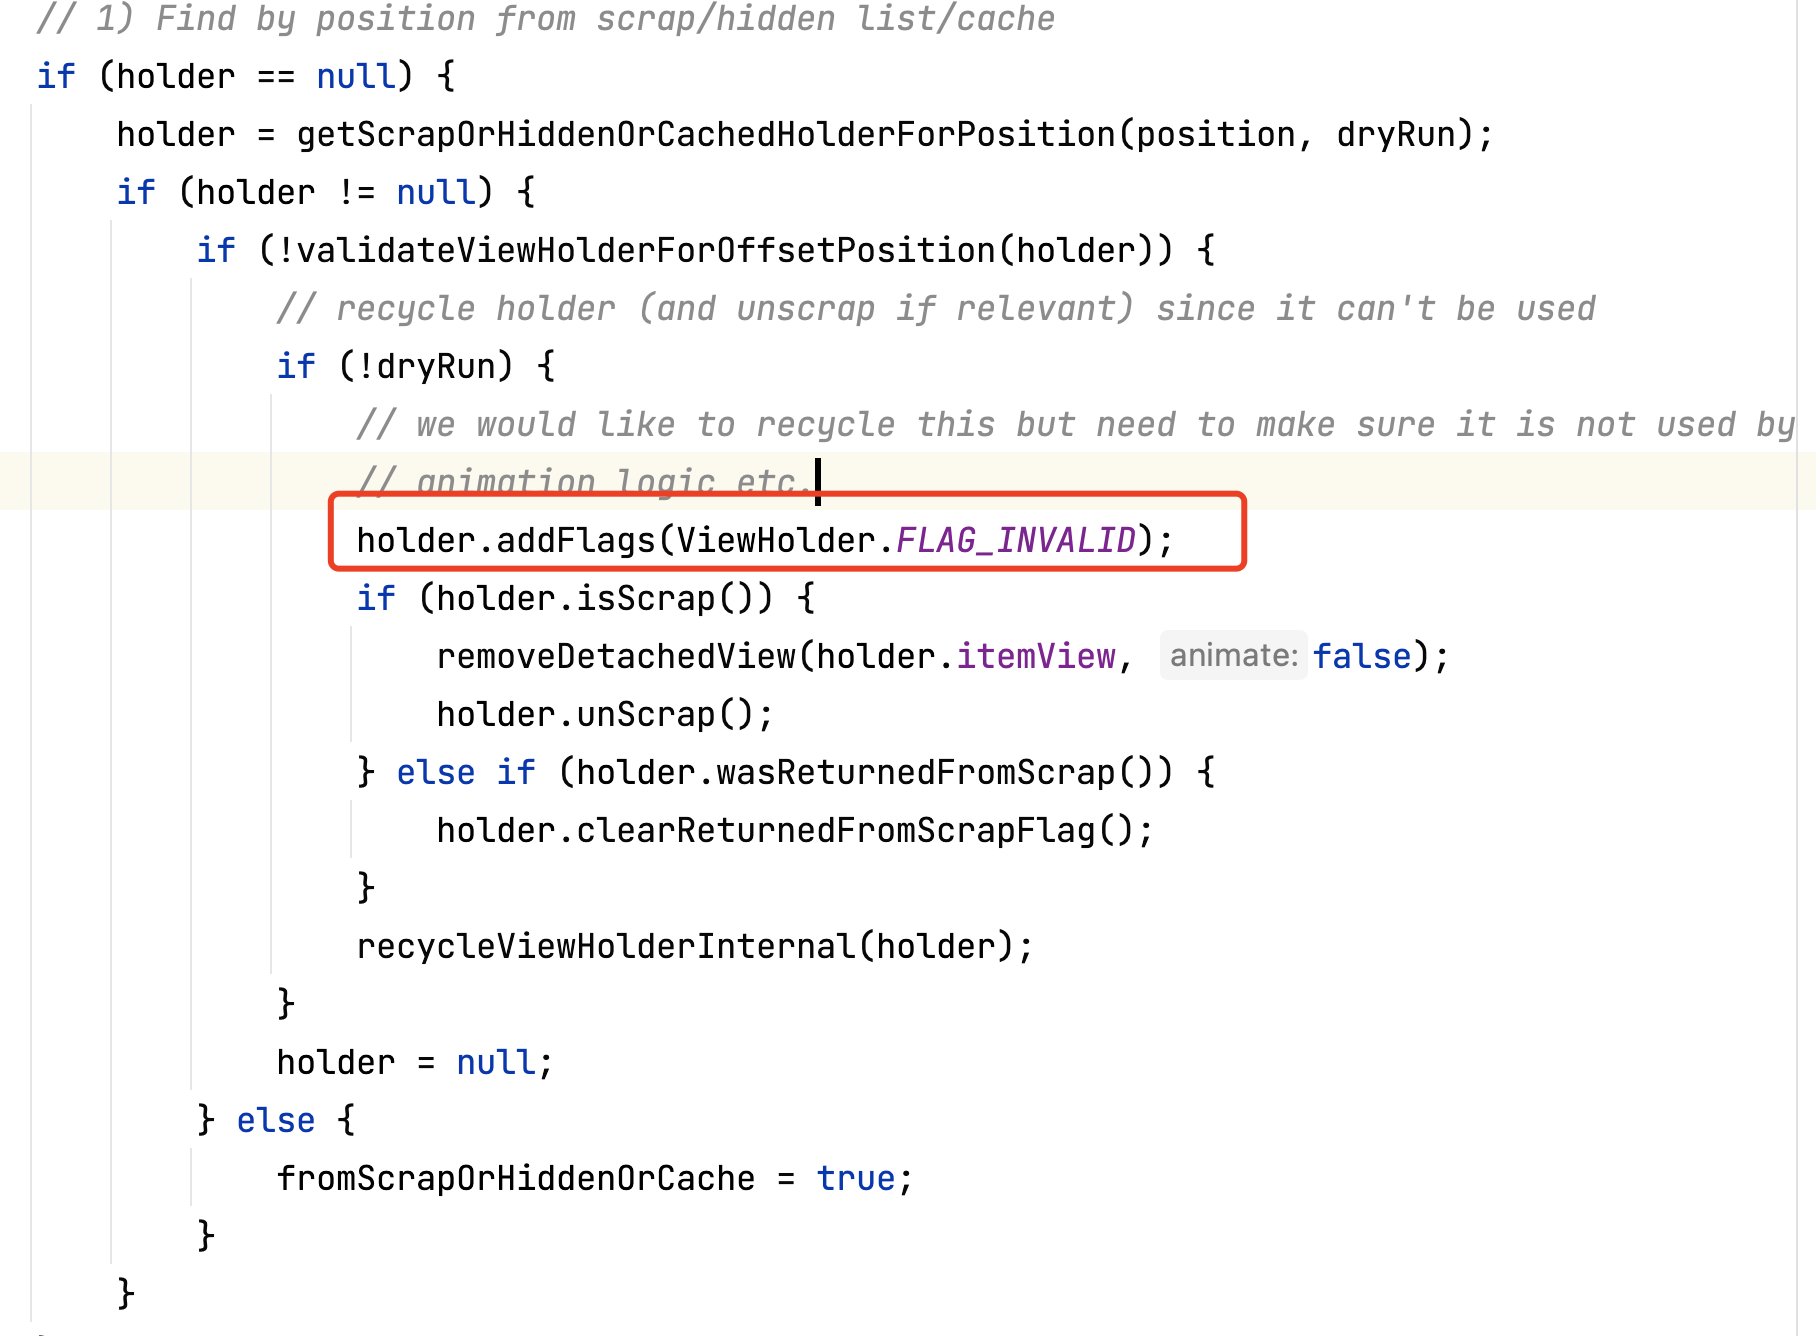 // 1) Find by position from scrap/hidden list/cache
if (holder == null) {
holder = getScrapOrHiddenOrCachedHolderForPosition(position, dryRun);
if (holder != null) {
if (!validateViewHolderForOffsetPosition(holder)) {
// recycle holder (and unscrap if relevant) since it can't be used
if (!dryRun) {
// we would like to recycle this but need to make sure it is not used by
// animation logic etc.
holder.addFlags(ViewHolder.FLAG_INVALID);
if (holder.isScrap()) {
removeDetachedView(holder.itemView, animate: false);
holder.unScrap();
} else if (holder.wasReturnedFromScrap()) {
holder.clearReturnedFromScrapFlag();
}
recycleViewHolderInternal(holder);
}
holder = null;
} else {
fromScrapOrHiddenOrCache = true;
}
}